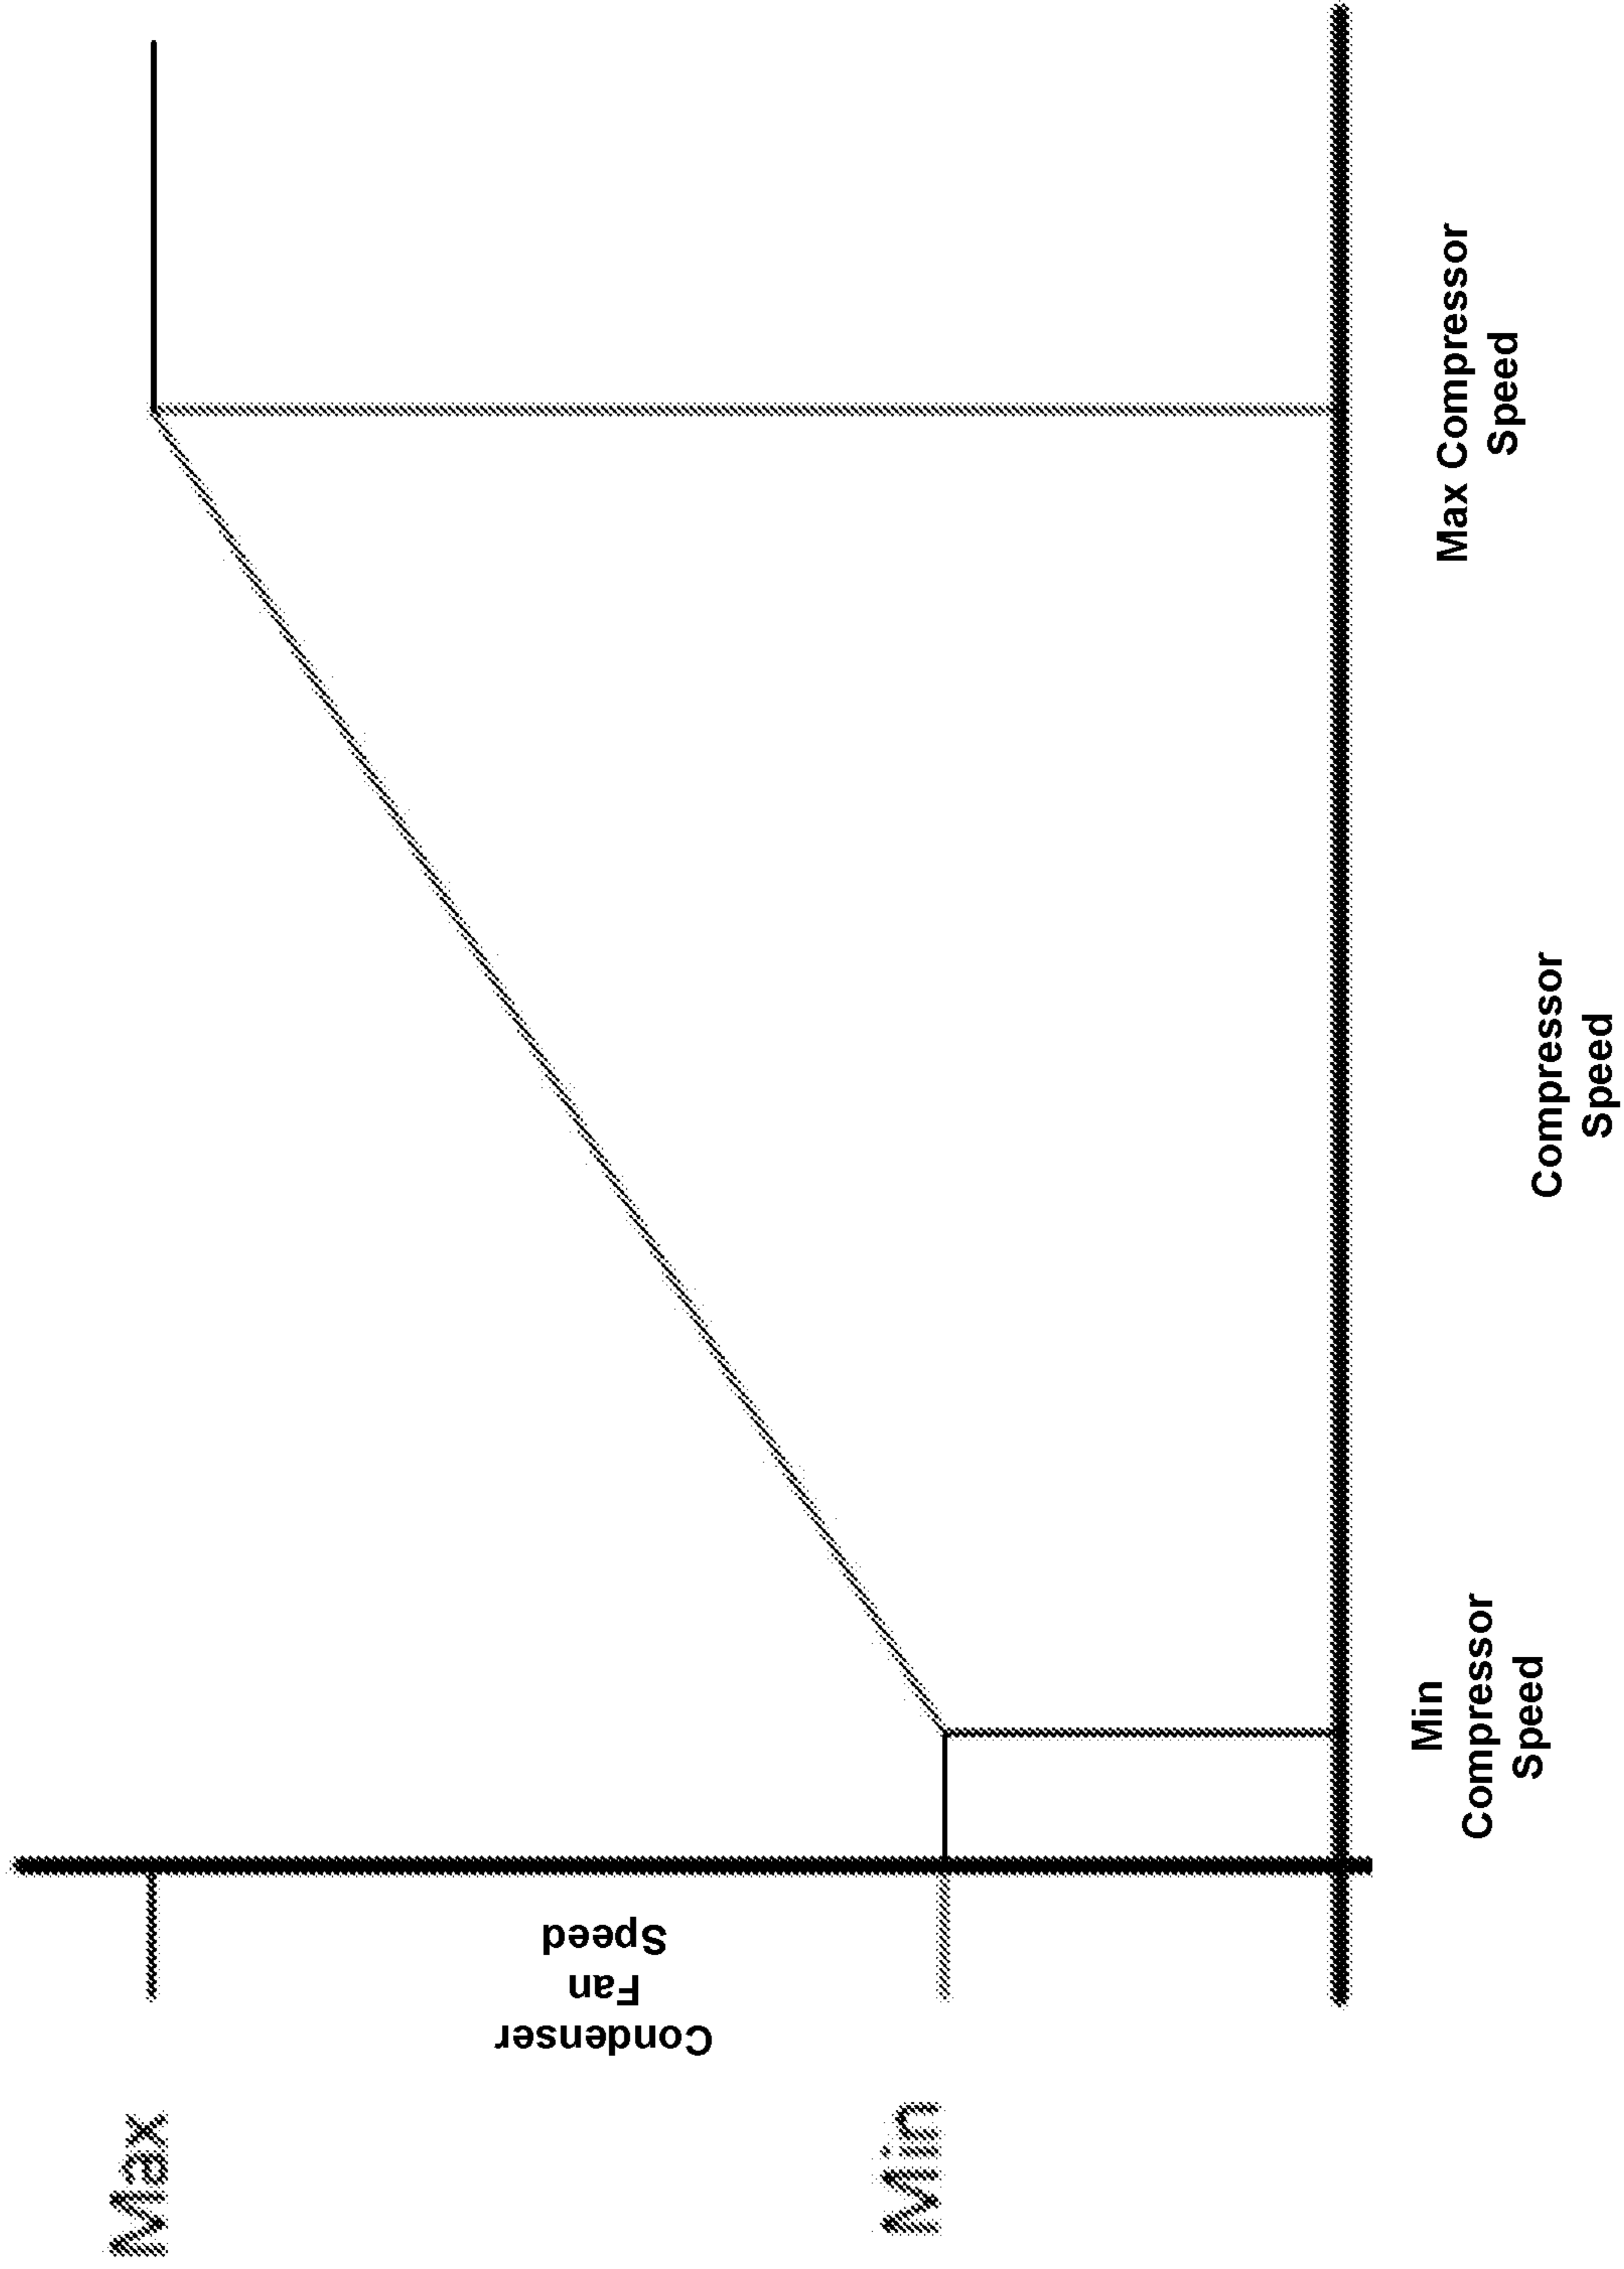 Max
Condenser
Fan
Speed
Min
Min
Compressor
Speed
Compressor
Speed
Max Compressor
Speed